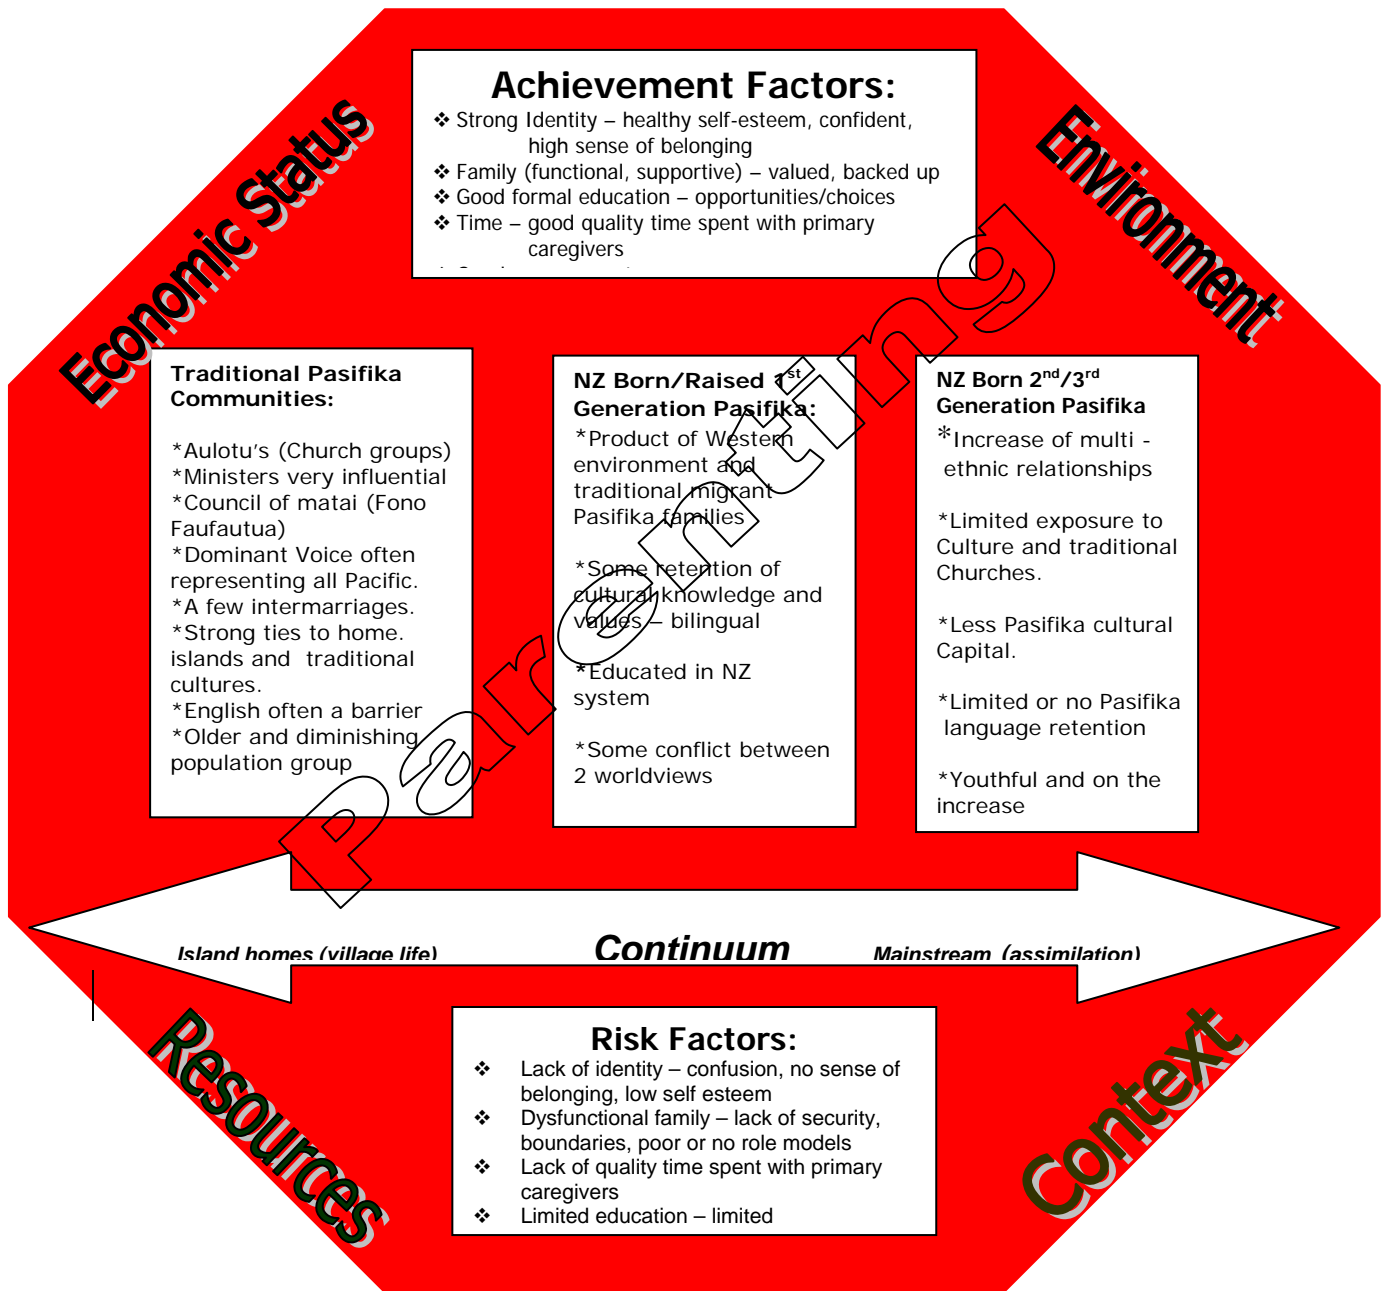 Achievement Factors:
❖ Strong Identity – healthy self-esteem, confident,
high sense of belonging
❖ Family (functional, supportive) – valued, backed up
❖ Good formal education – opportunities/choices
❖ Time – good quality time spent with primary
caregivers
Economic Status
Environment
Traditional Pasifika
Communities:
*Aulotu's (Church groups)
*Ministers very influential
*Council of matai (Fono
Faufautua)
*Dominant Voice often
representing all Pacific.
*A few intermarriages.
*Strong ties to home.
islands and traditional
cultures.
*English often a barrier
*Older and diminishing
population group
NZ Born/Raised 1st
Generation Pasifika:
*Product of Western
environment and
traditional migrant
Pasifika families
*Some retention of
cultural knowledge and
values – bilingual
*Educated in NZ
system
*Some conflict between
2 worldviews
NZ Born 2nd/3rd
Generation Pasifika
*Increase of multi -
ethnic relationships
*Limited exposure to
Culture and traditional
Churches.
*Less Pasifika cultural
Capital.
*Limited or no Pasifika
language retention
*Youthful and on the
increase
Parenting
Island homes (village life)
Continuum
Mainstream (assimilation)
Risk Factors:
❖ Lack of identity – confusion, no sense of
belonging, low self esteem
❖ Dysfunctional family – lack of security,
boundaries, poor or no role models
❖ Lack of quality time spent with primary
caregivers
❖ Limited education – limited
Resources
Context